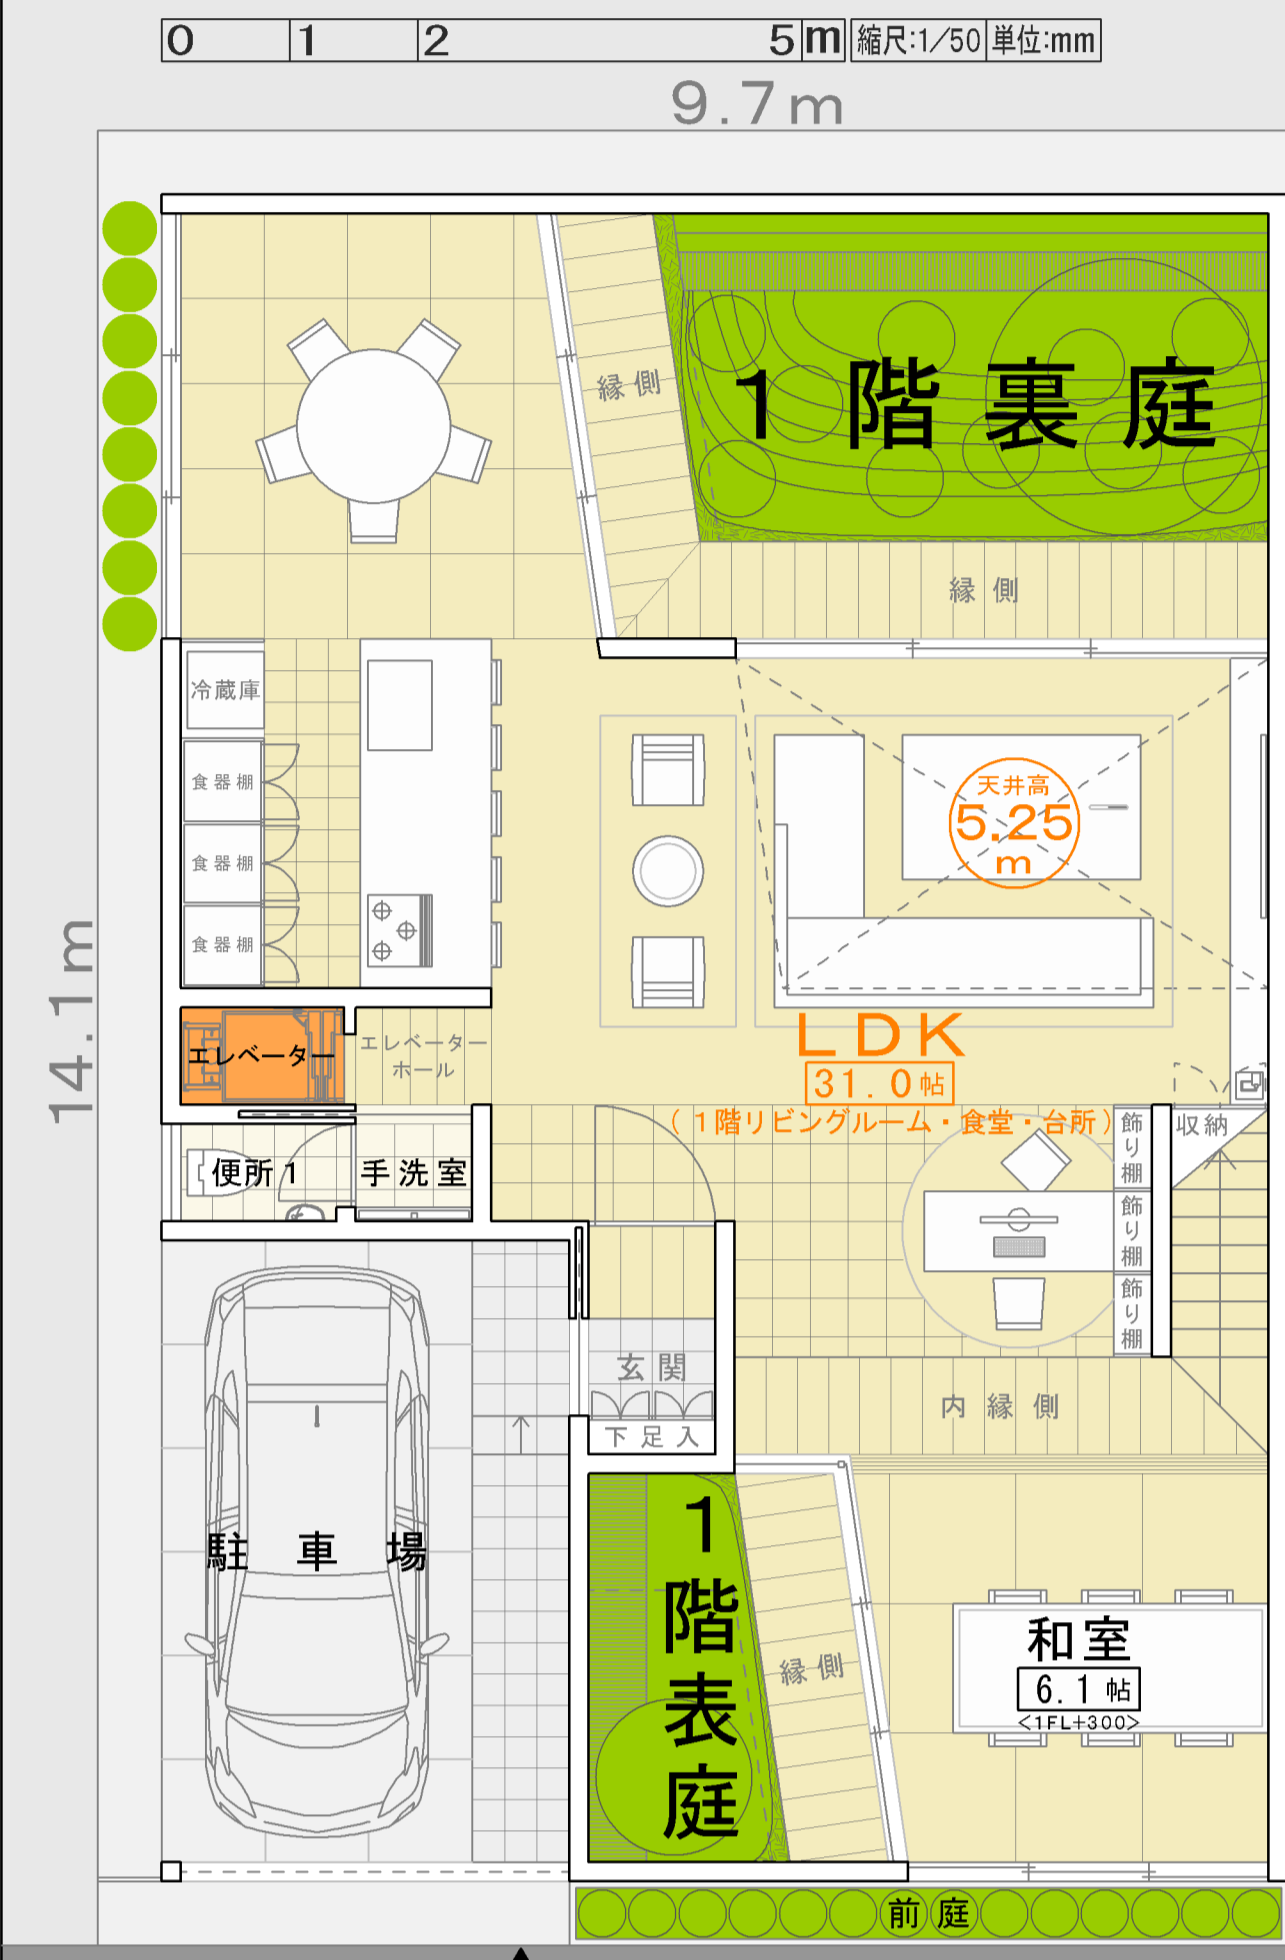 0 1 2 5 m 縮尺:1/50 単位:mm
9.7m
14.1m
縁側
1階裏庭
縁側
冷蔵庫
食器棚
食器棚
食器棚
天井高
5.25
m
エレベーター
エレベーター
ホール
LDK
31.0帖
(1階リビングルーム・食堂・台所)
飾り棚
収納
便所1
手洗室
飾り棚
飾り棚
玄関
下足入
内縁側
駐車場
1階表庭
縁側
和室
6.1帖
<1FL+300>
前庭